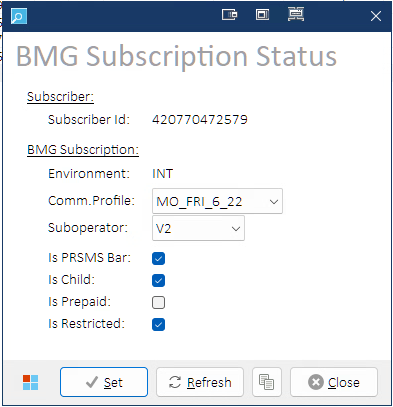 BMG Subscription Status
Subscriber:
Subscriber Id: 420770472579
BMG Subscription:
Environment: INT
Comm.Profile: MO_FRI_6_22
Suboperator: V2
Is PRSMS Bar:
Is Child:
Is Prepaid:
Is Restricted:
Set Refresh Close